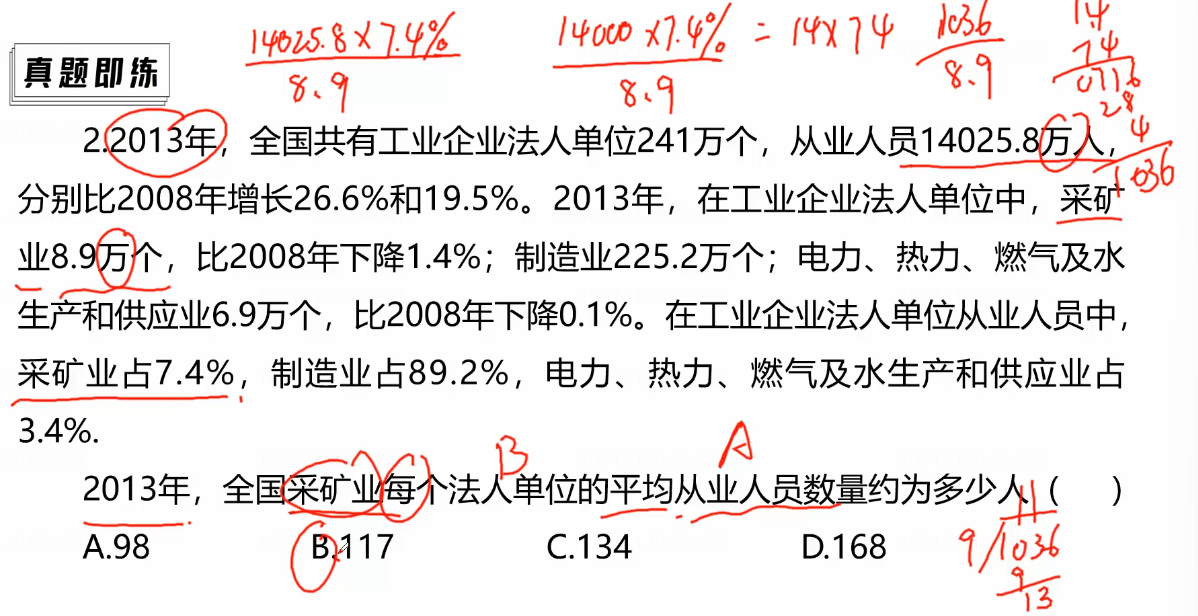 14025.8×7.4% 14000×7.4% = 14×74 1036 14
8.9 8.9 8.9 74
真题即练
28
4
1036
2.2013年，全国共有工业企业法人单位241万个，从业人员14025.8万人，
分别比2008年增长26.6%和19.5%。2013年，在工业企业法人单位中，采矿
业8.9万个，比2008年下降1.4%；制造业225.2万个；电力、热力、燃气及水
生产和供应业6.9万个，比2008年下降0.1%。在工业企业法人单位从业人员中，
采矿业占7.4%，制造业占89.2%，电力、热力、燃气及水生产和供应业占
3.4%.
B A
2013年，全国采矿业每个法人单位的平均从业人员数量约为多少人（ ）
A.98 B.117 C.134 D.168
11
9/1036
9
13